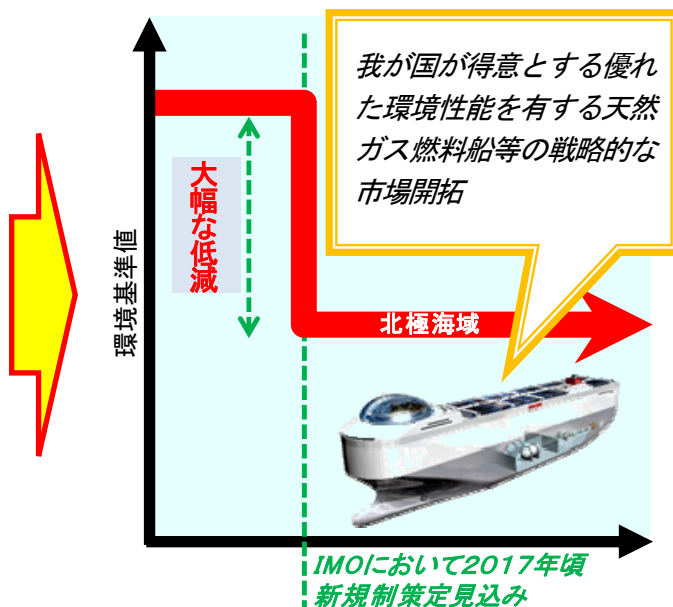 我が国が得意とする優れ
た環境性能を有する天然
ガス燃料船等の戦略的な
市場開拓
大幅な低減
環境基準値
北極海域
IMOにおいて2017年頃
新規制策定見込み